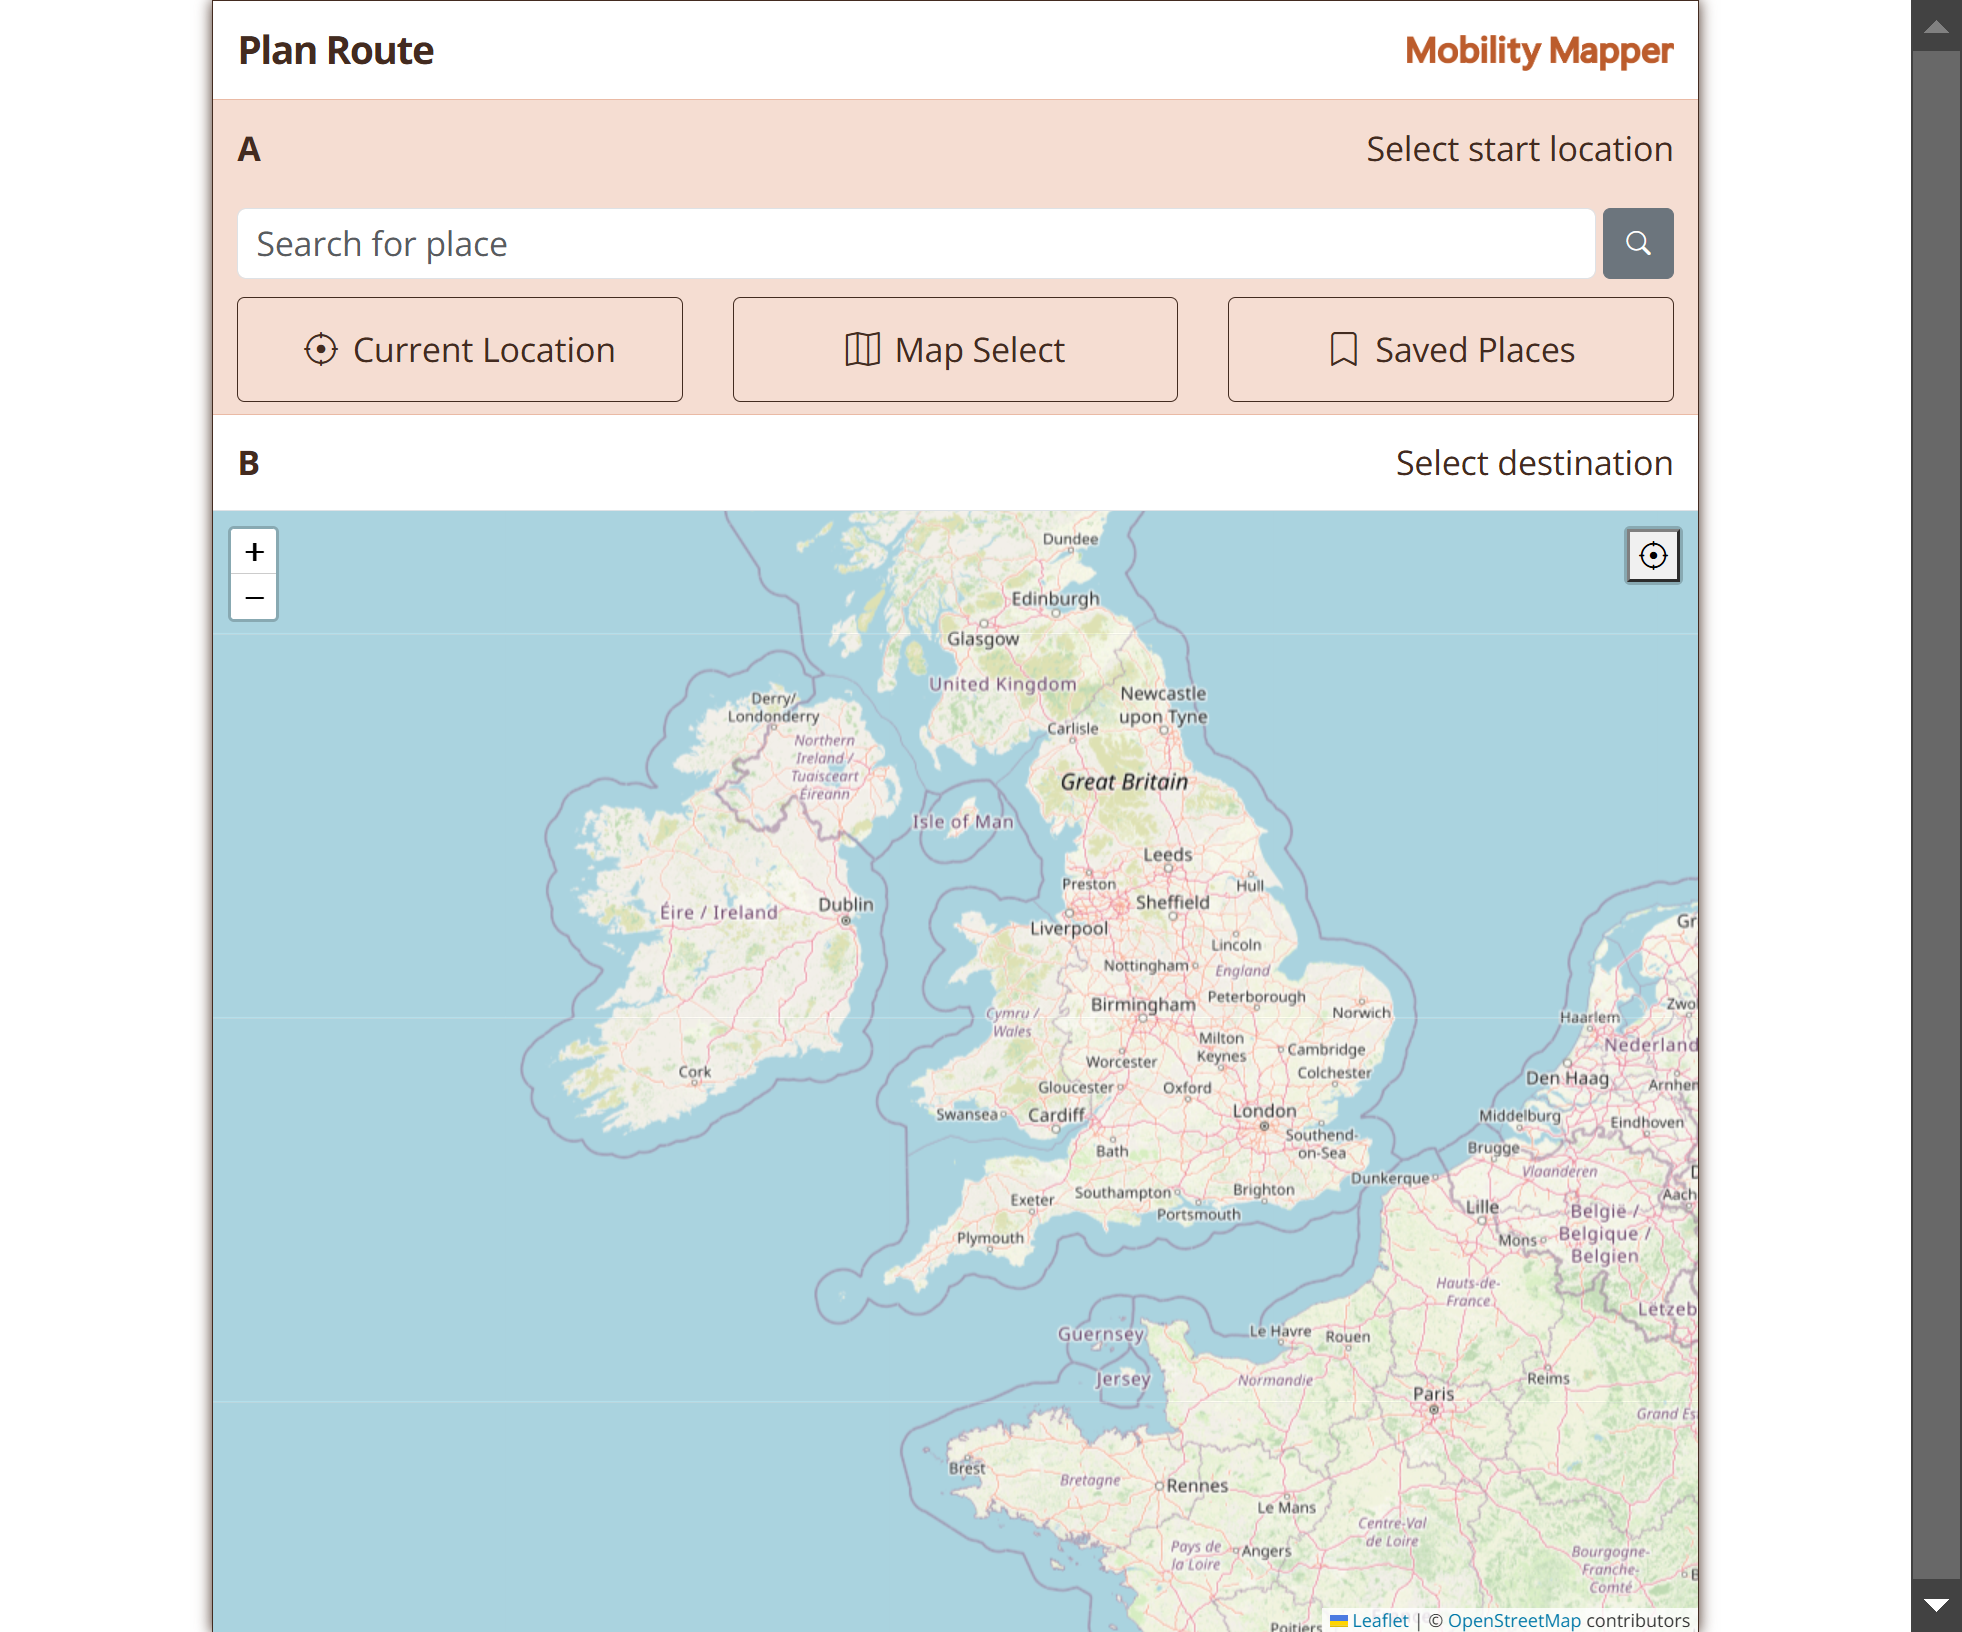 Plan Route
Mobility Mapper
A
Select start location
Search for place
Current Location
Map Select
Saved Places
B
Select destination
+
−
Dundee
Edinburgh
Glasgow
United Kingdom
Newcastle
upon Tyne
Derry/
Londonderry
Carlisle
Northern
Ireland /
Tuaisceart
Éireann
Great Britain
Isle of Man
Leeds
Preston
Hull
Sheffield
Dublin
Éire / Ireland
Liverpool
Gr
Lincoln
Nottingham
England
Peterborough
Birmingham
Norwich
Zwo
Haarlem
Cymru /
Wales
Milton
Keynes
Cambridge
Nederland
Worcester
Cork
Colchester
Den Haag
Arnhem
Gloucester
Oxford
Swansea
Cardiff
London
Middelburg
Eindhoven
Southend-
on-Sea
Bath
Brugge
Vlaanderen
Dunkerque
Exeter
Southampton
Brighton
Aach
Portsmouth
Lille
België /
Belgique /
Belgien
Mons
Plymouth
Hauts-de-
France
Lëtzeb
Guernsey
Le Havre
Rouen
Jersey
Normandie
Reims
Paris
Grand Es
Brest
Bretagne
Rennes
Le Mans
Centre-Val
de Loire
Pays de
la Loire
Angers
Bourgogne-
Franche-
Comté
B
Poitiers
Leaflet | © OpenStreetMap contributors